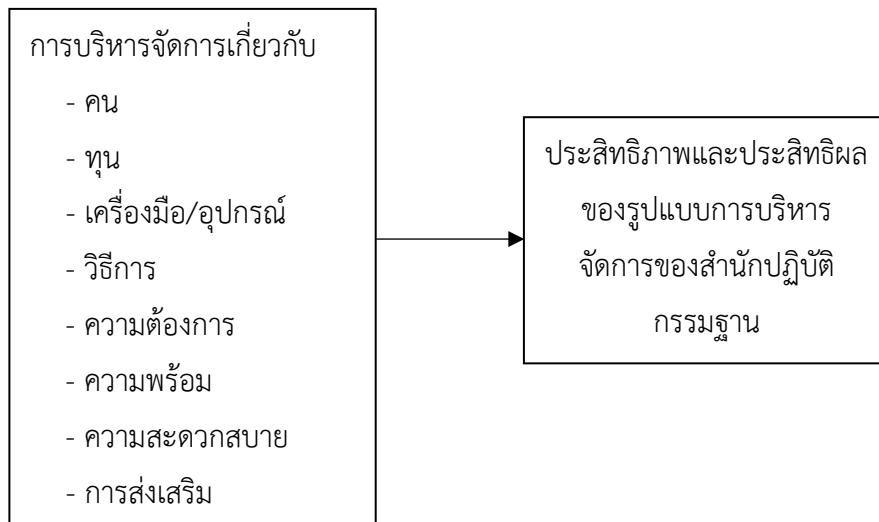 การบริหารจัดการเกี่ยวกับ
- คน
- ทุน
- เครื่องมือ/อุปกรณ์
- วิธีการ
- ความต้องการ
- ความพร้อม
- ความสะดวกสบาย
- การส่งเสริม
ประสิทธิภาพและประสิทธิผล
ของรูปแบบการบริหาร
จัดการของสำนักปฏิบัติ
กรรมฐาน